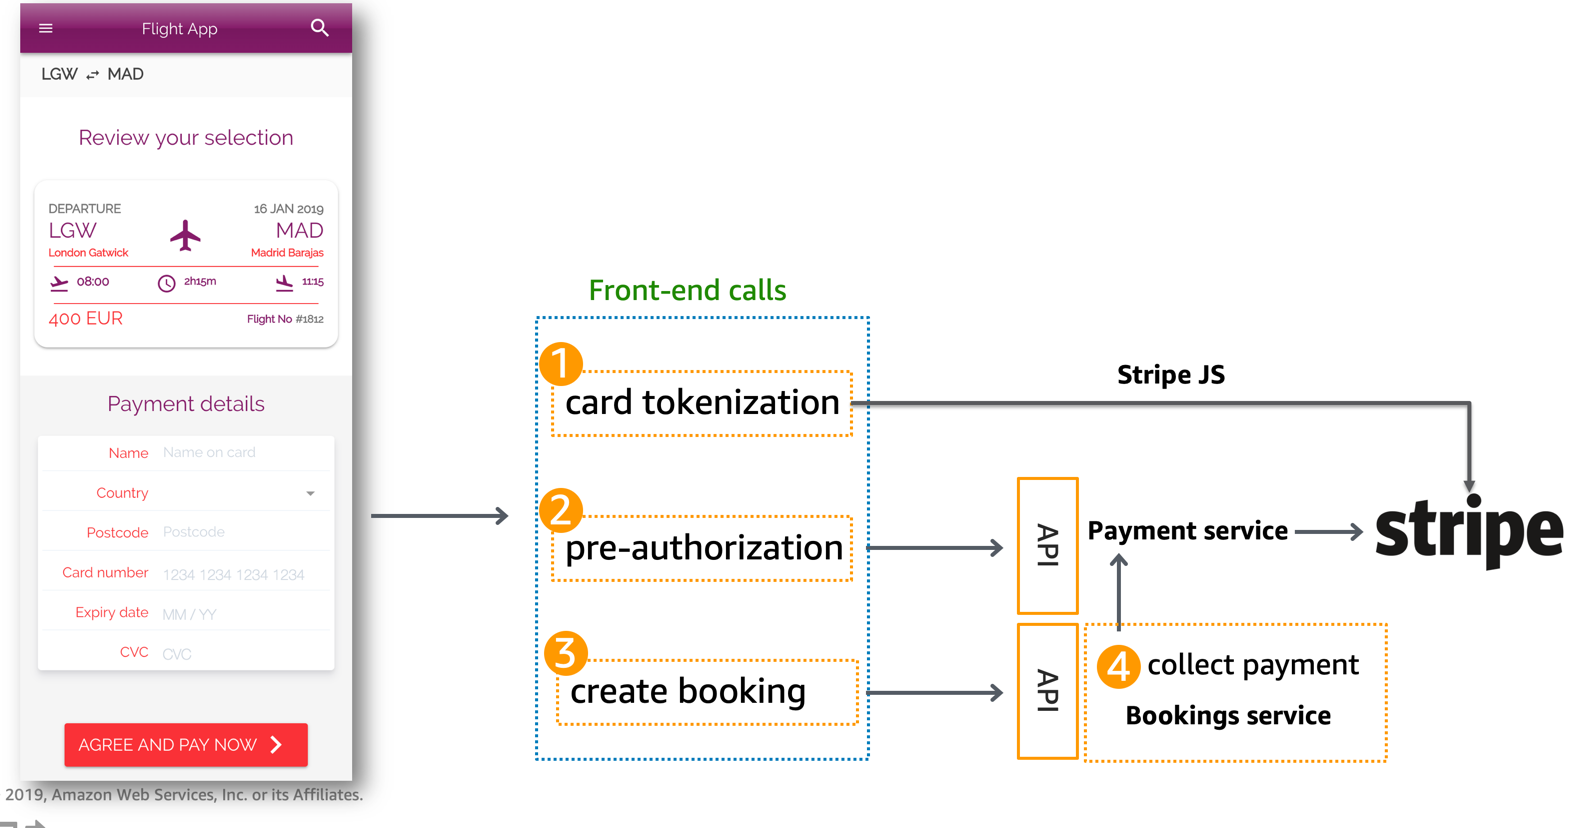 Flight App
LGW MAD
Review your selection
DEPARTURE 16 JAN 2019
LGW MAD
London Gatwick Madrid Barajas
08:00 2h15m 11:15
400 EUR Flight No #1812
Payment details
Name Name on card
Country
Postcode Postcode
Card number 1234 1234 1234 1234
Expiry date MM / YY
CVC CVC
AGREE AND PAY NOW
2019, Amazon Web Services, Inc. or its Affiliates.
Front-end calls
1
card tokenization
Stripe JS
2
pre-authorization
API
Payment service
stripe
3
create booking
API
4 collect payment
Bookings service